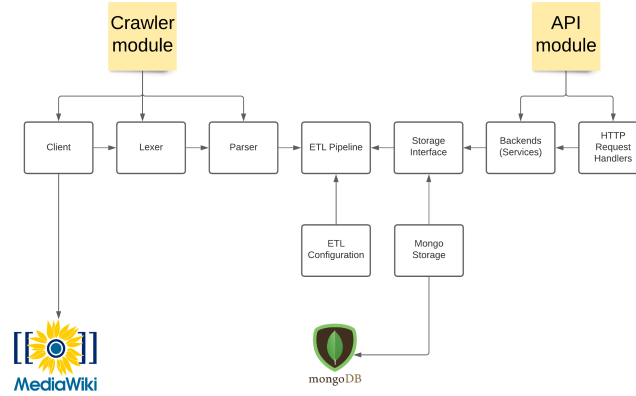 Crawler
module
API
module
Client
Lexer
Parser
ETL Pipeline
Storage
Interface
Backends
(Services)
HTTP
Request
Handlers
ETL
Configuration
Mongo
Storage
[[ ]]
MediaWiki
mongoDB